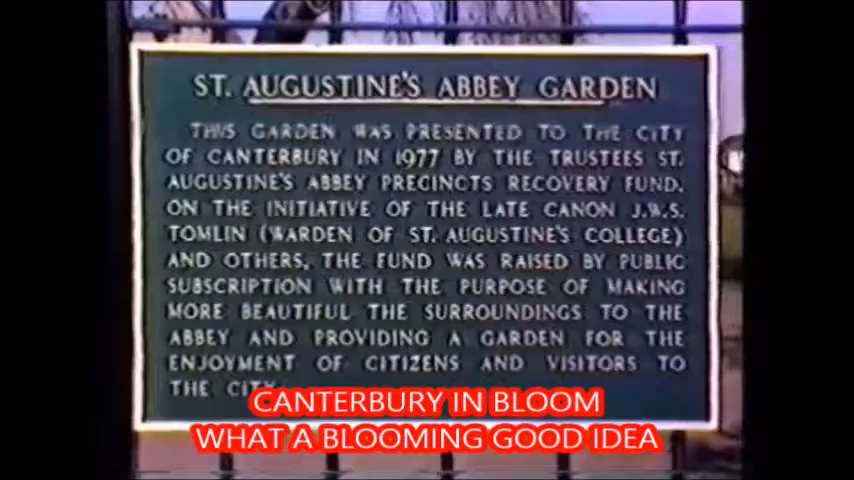 ST. AUGUSTINE'S ABBEY GARDEN
THIS GARDEN WAS PRESENTED TO THE CITY
OF CANTERBURY IN 1977 BY THE TRUSTEES ST.
AUGUSTINE'S ABBEY PRECINCTS RECOVERY FUND.
ON THE INITIATIVE OF THE LATE CANON J.W.S.
TOMLIN (WARDEN OF ST. AUGUSTINE'S COLLEGE)
AND OTHERS, THE FUND WAS RAISED BY PUBLIC
SUBSCRIPTION WITH THE PURPOSE OF MAKING
MORE BEAUTIFUL THE SURROUNDINGS TO THE
ABBEY AND PROVIDING A GARDEN FOR THE
ENJOYMENT OF CITIZENS AND VISITORS TO
THE CITY
CANTERBURY IN BLOOM
WHAT A BLOOMING GOOD IDEA